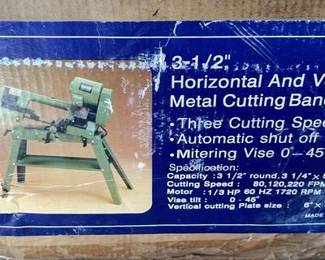 3-1/2"
Horizontal And V
Metal Cutting Ban
•Three Cutting Spee
•Automatic shut off
•Mitering Vise 0-45
Specification:
Capacity : 3 1/2" round. 3 1/4" x
Cutting Speed : 80,120,220 FPM
Motor : 1/3 HP 60 HZ 1720 RPM
Vise tilt : 0 - 45°
Vertical cutting Plate size : 6" x
MADE